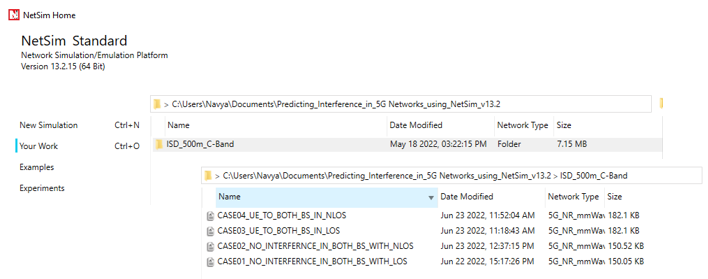 NetSim Home
NetSim Standard
Network Simulation/Emulation Platform
Version 13.2.15 (64 Bit)
> C:\Users\Navya\Documents\Predicting_Interference_in_5G Networks_using_NetSim_v13.2
New Simulation Ctrl+N
Your Work Ctrl+O
Examples
Experiments
Name Date Modified Network Type Size
ISD_500m_C-Band May 18 2022, 03:22:15 PM Folder 7.15 MB
> C:\Users\Navya\Documents\Predicting_Interference_in_5G Networks_using_NetSim_v13.2 > ISD_500m_C-Band
Name Date Modified Network Type Size
CASE04_UE_TO_BOTH_BS_IN_NLOS Jun 23 2022, 11:52:04 AM 5G_NR_mmWav 182.1 KB
CASE03_UE_TO_BOTH_BS_IN_LOS Jun 23 2022, 11:18:43 AM 5G_NR_mmWav 182.1 KB
CASE02_NO_INTERFERNCE_IN_BOTH_BS_WITH_NLOS Jun 23 2022, 12:37:15 PM 5G_NR_mmWav 150.52 KB
CASE01_NO_INTERFERNCE_IN_BOTH_BS_WITH_LOS Jun 22 2022, 15:17:26 PM 5G_NR_mmWav 150.05 KB